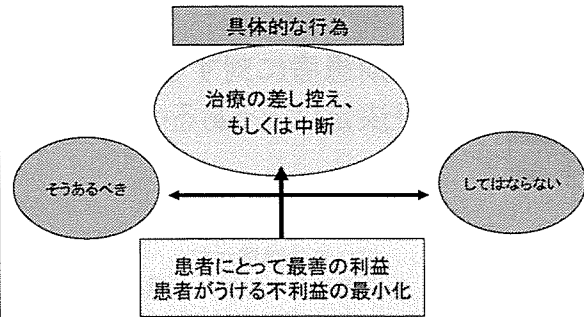 具体的な行為
治療の差し控え、
もしくは中断
そうあるべき
してはならない
患者にとって最善の利益
患者がうける不利益の最小化